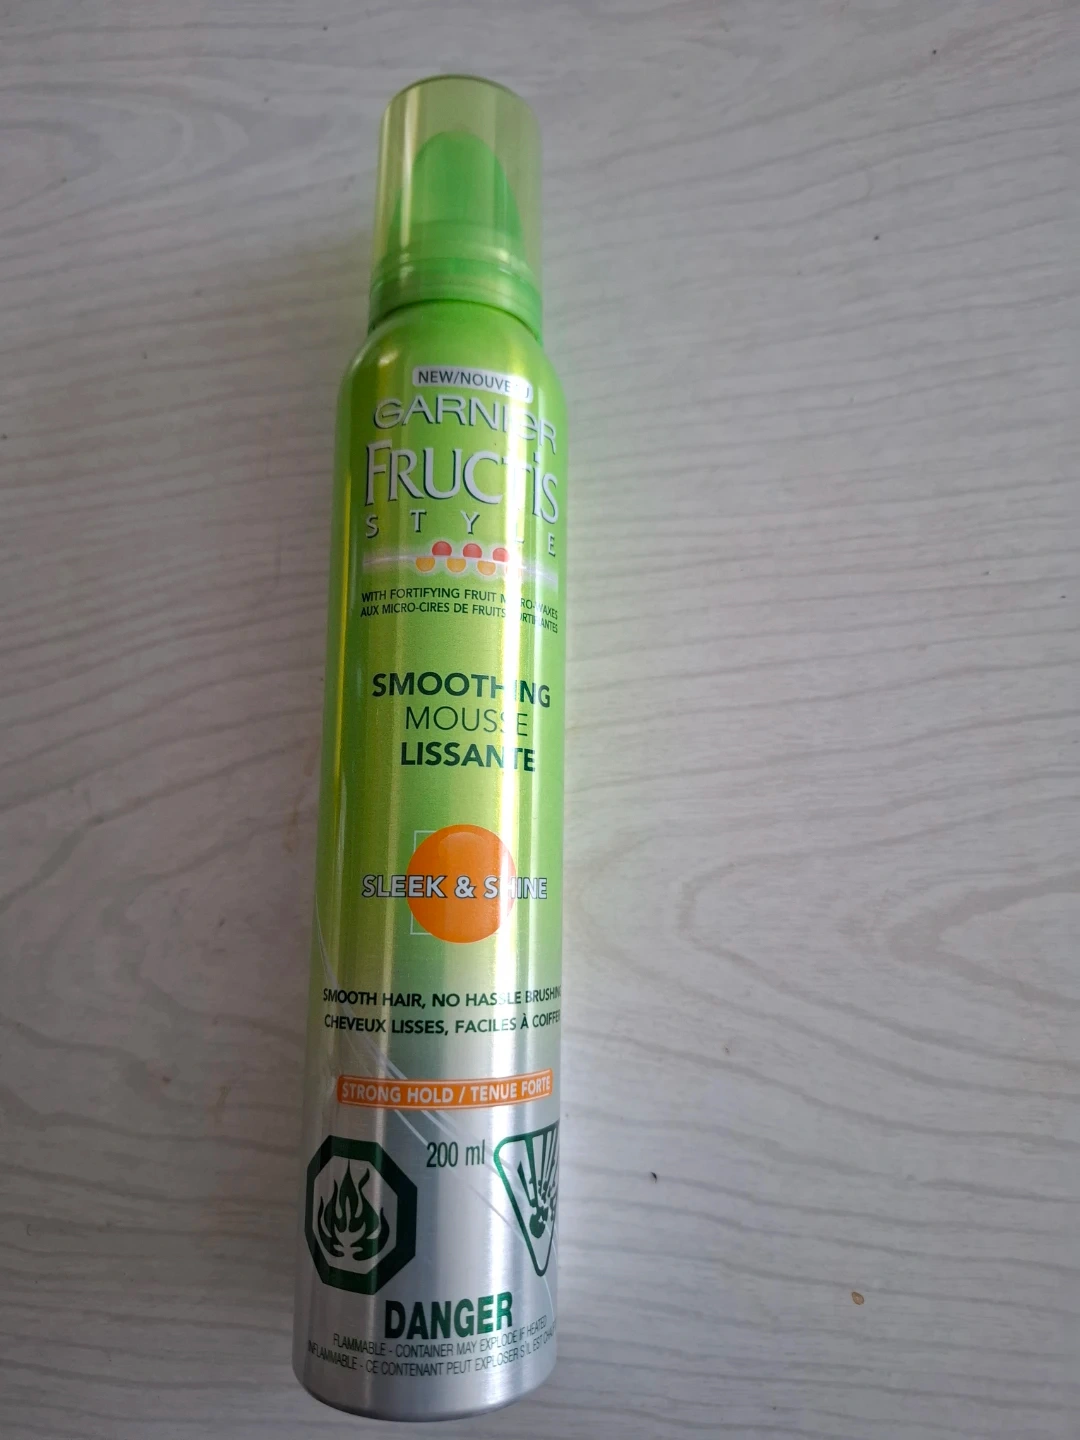 NEW/NOUVEAU
GARNIER
FRUCTIS
STYLE
WITH FORTIFYING FRUIT MICRO-WAXES
AUX MICRO-CIRES DE FRUITS FORTIFIANTES
SMOOTHING
MOUSSE
LISSANTE
SLEEK & SHINE
SMOOTH HAIR, NO HASSLE BRUSHING
CHEVEUX LISSES, FACILES À COIFFER
STRONG HOLD / TENUE FORTE
200 ml
DANGER
FLAMMABLE - CONTAINER MAY EXPLODE IF HEATED
INFLAMMABLE - CE CONTENANT PEUT EXPLOSER S'IL EST